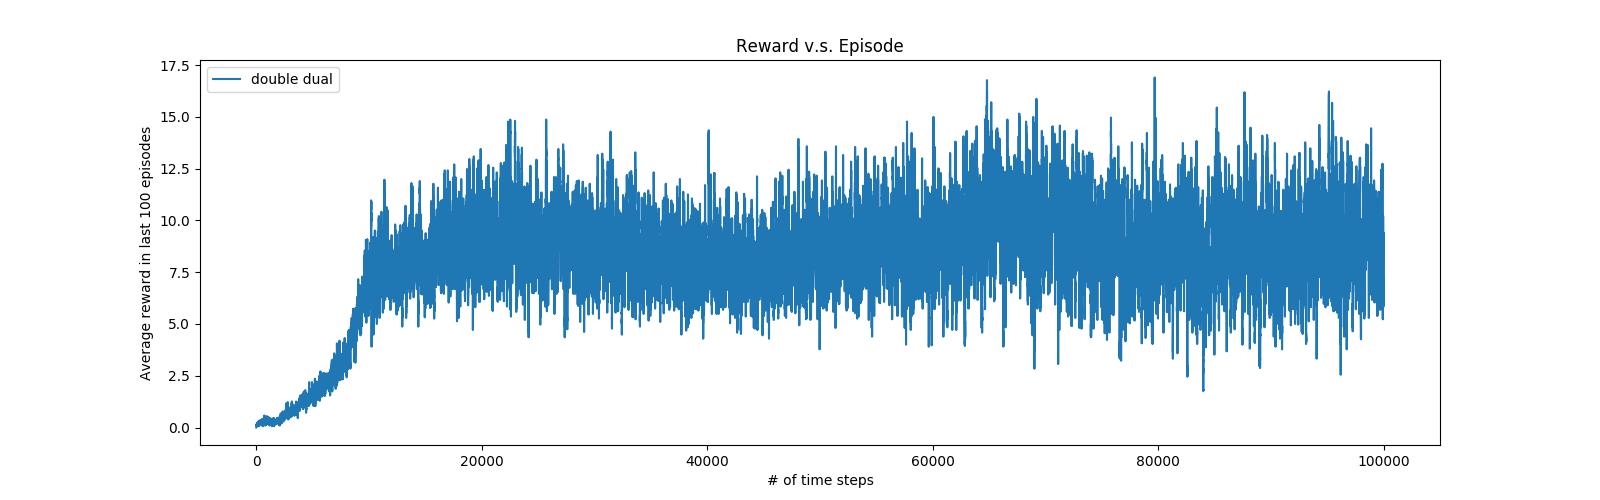 Reward v.s. Episode
double dual
Average reward in last 100 episodes
17.5
15.0
12.5
10.0
7.5
5.0
2.5
0.0
0 20000 40000 60000 80000 100000
# of time steps